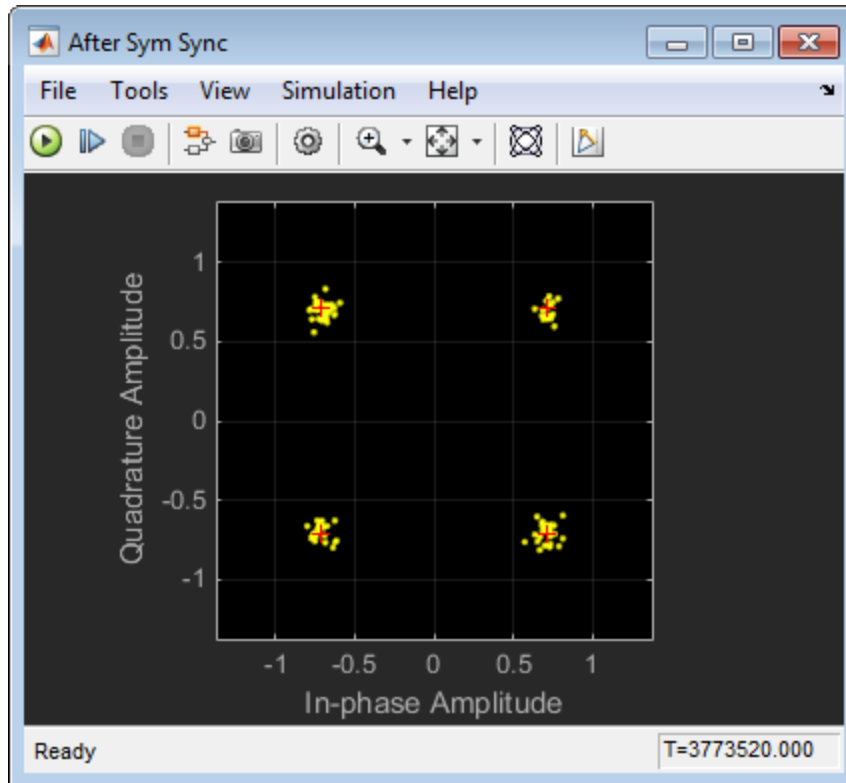 After Sym Sync
File Tools View Simulation Help
1
0.5
0
-0.5
-1
Quadrature Amplitude
-1 -0.5 0 0.5 1
In-phase Amplitude
Ready T=3773520.000